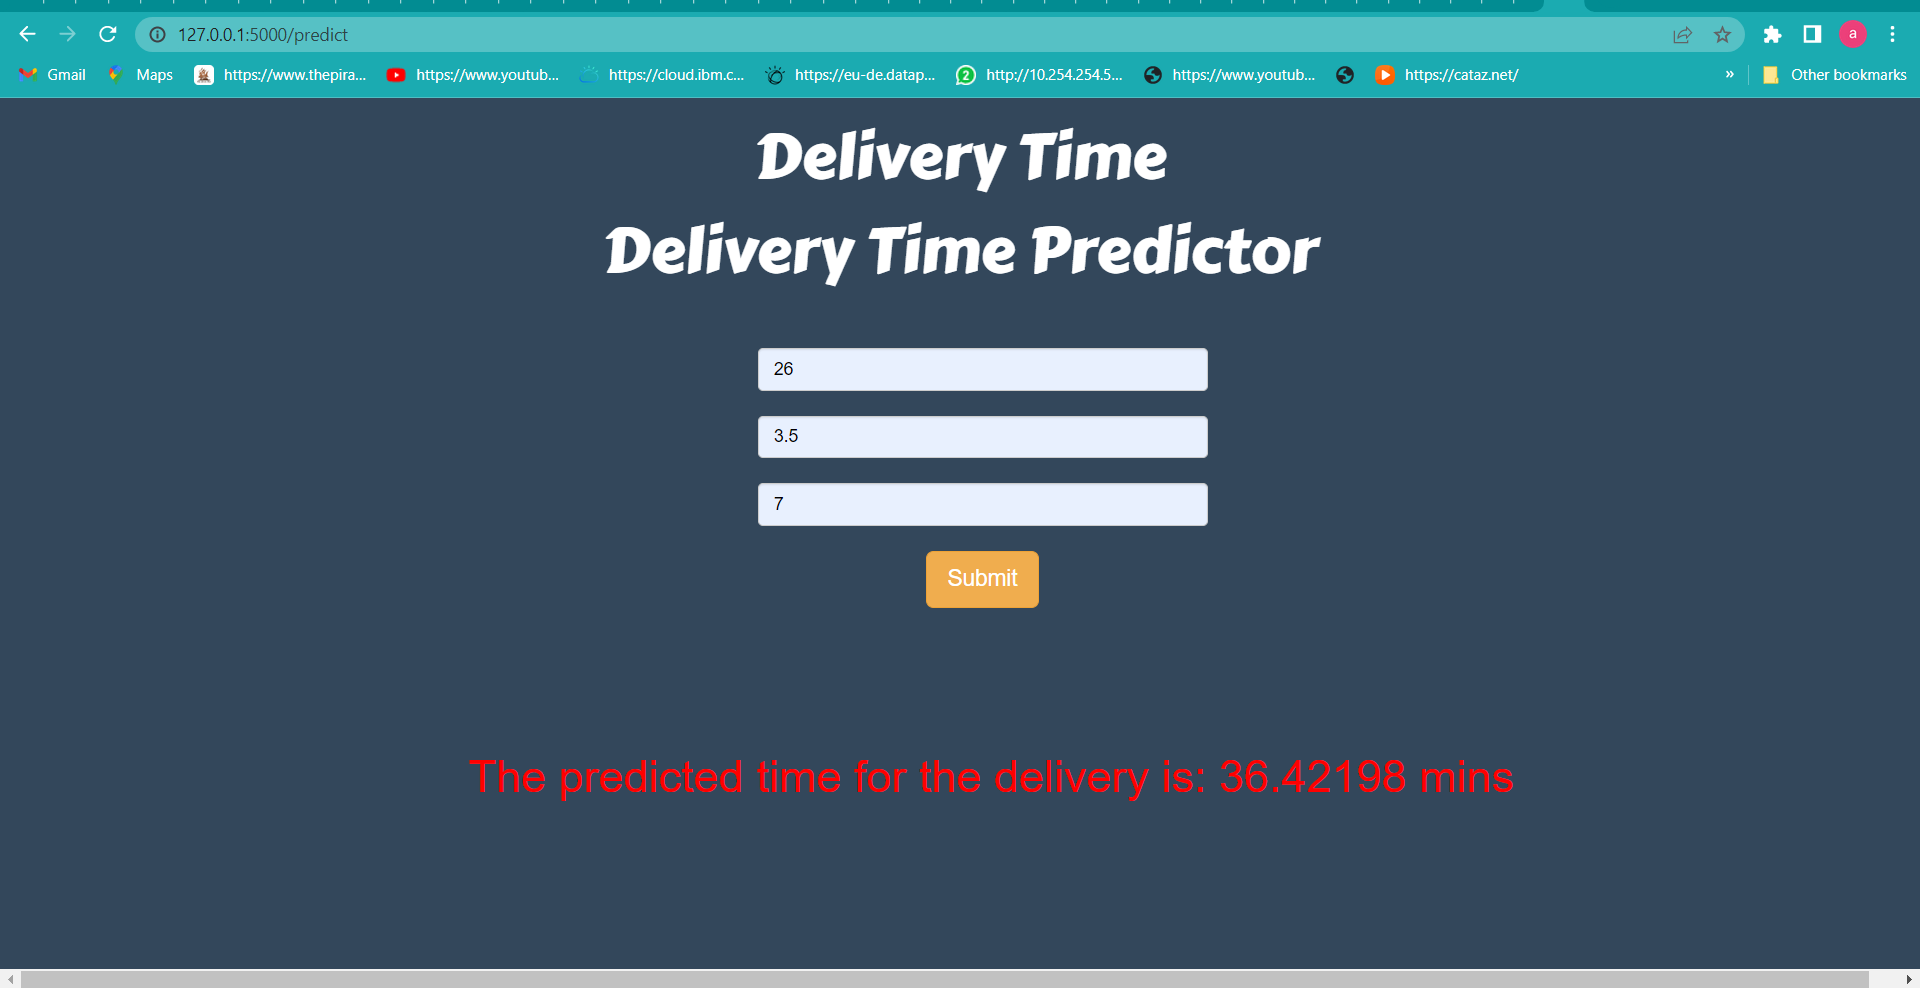 127.0.0.1:5000/predict
a
Gmail
Maps
https://www.thepira...
https://www.youtub...
https://cloud.ibm.c...
https://eu-de.datap...
2
http://10.254.254.5...
https://www.youtub...
https://cataz.net/
»
Other bookmarks
Delivery Time
Delivery Time Predictor
26
3.5
7
Submit
The predicted time for the delivery is: 36.42198 mins